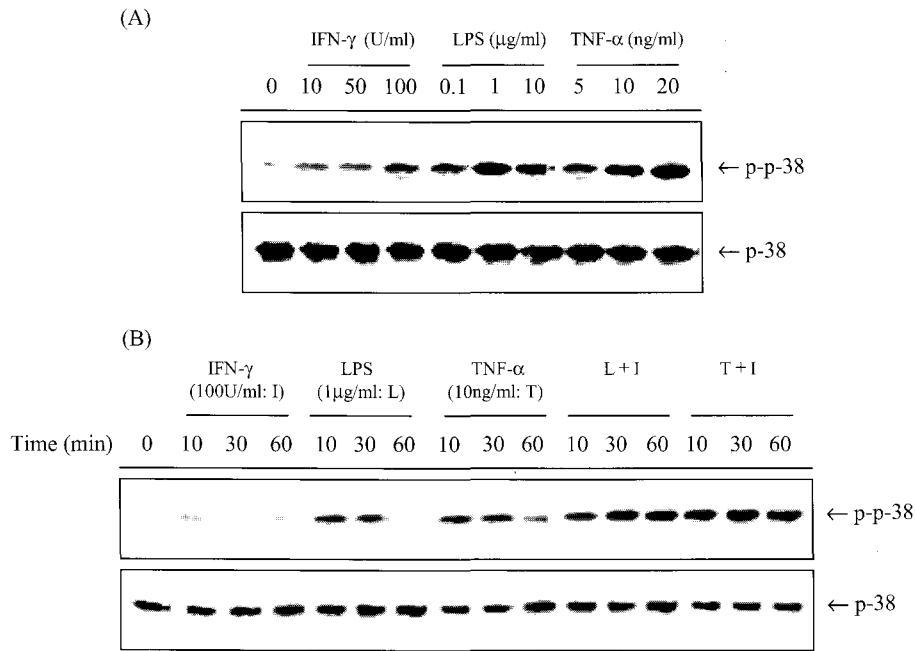 (A)
IFN-γ (U/ml) LPS (μg/ml) TNF-α (ng/ml)
0 10 50 100 0.1 1 10 5 10 20
← p-p-38
← p-38
(B)
IFN-γ LPS TNF-α L + I T + I
(100U/ml: I) (1μg/ml: L) (10ng/ml: T)
Time (min) 0 10 30 60 10 30 60 10 30 60 10 30 60 10 30 60
← p-p-38
← p-38